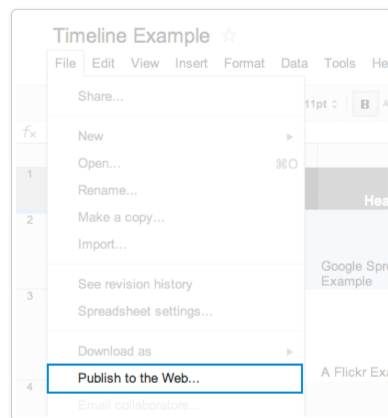 Timeline Example ☆
File Edit View Insert Format Data Tools He
Share...
11pt B A
fx
New
Open... ⌘O
1
Rename...
Hea
Make a copy...
2
Import...
Google Spre
See revision history
Example
3
Spreadsheet settings...
Download as
Publish to the Web...
A Flickr Exa
4
Email collaborators...